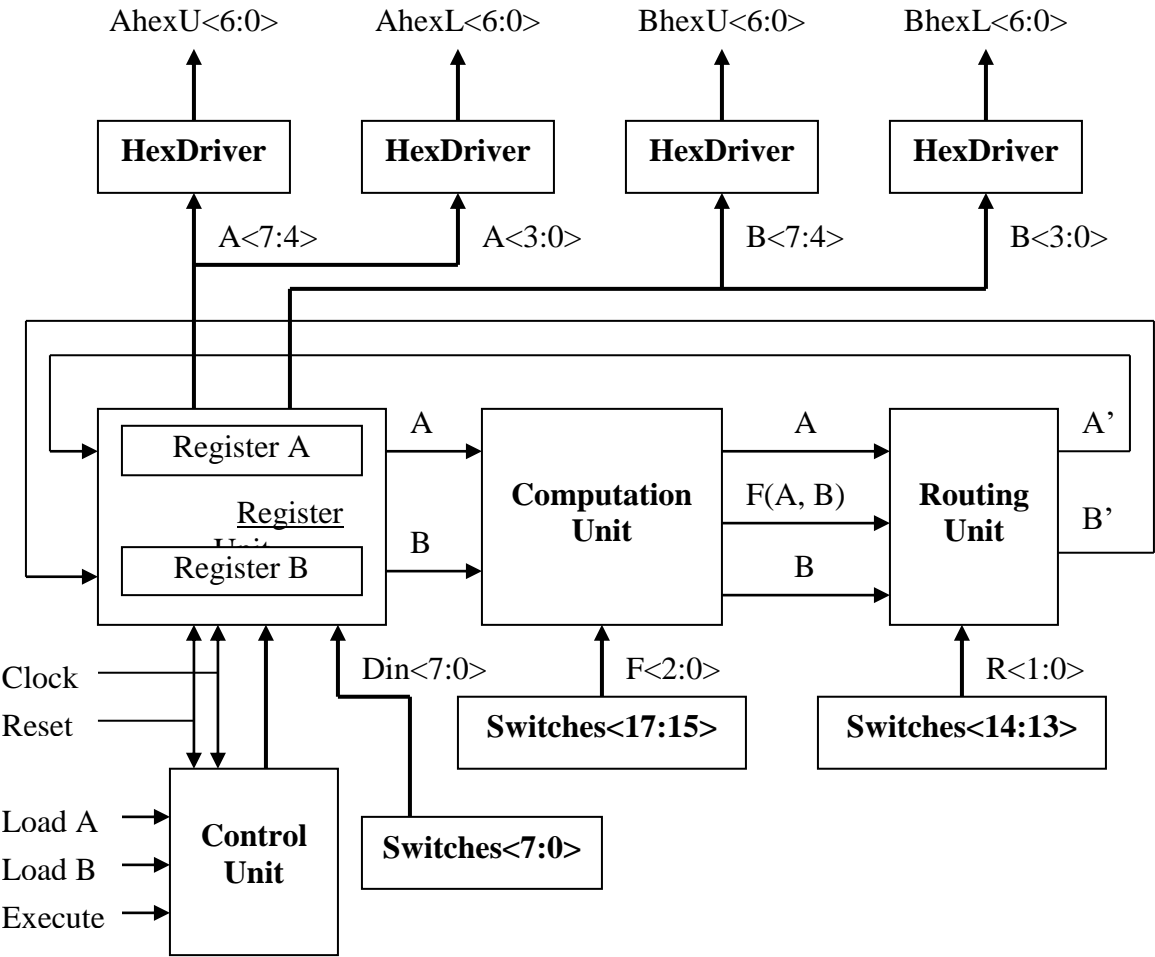 AhexU<6:0>
AhexL<6:0>
BhexU<6:0>
BhexL<6:0>
HexDriver
HexDriver
HexDriver
HexDriver
A<7:4>
A<3:0>
B<7:4>
B<3:0>
Register A
Register
Register B
A
B
Computation
Unit
A
F(A, B)
B
Routing
Unit
A’
B’
Clock
Reset
Din<7:0>
F<2:0>
R<1:0>
Switches<17:15>
Switches<14:13>
Load A
Load B
Execute
Control
Unit
Switches<7:0>